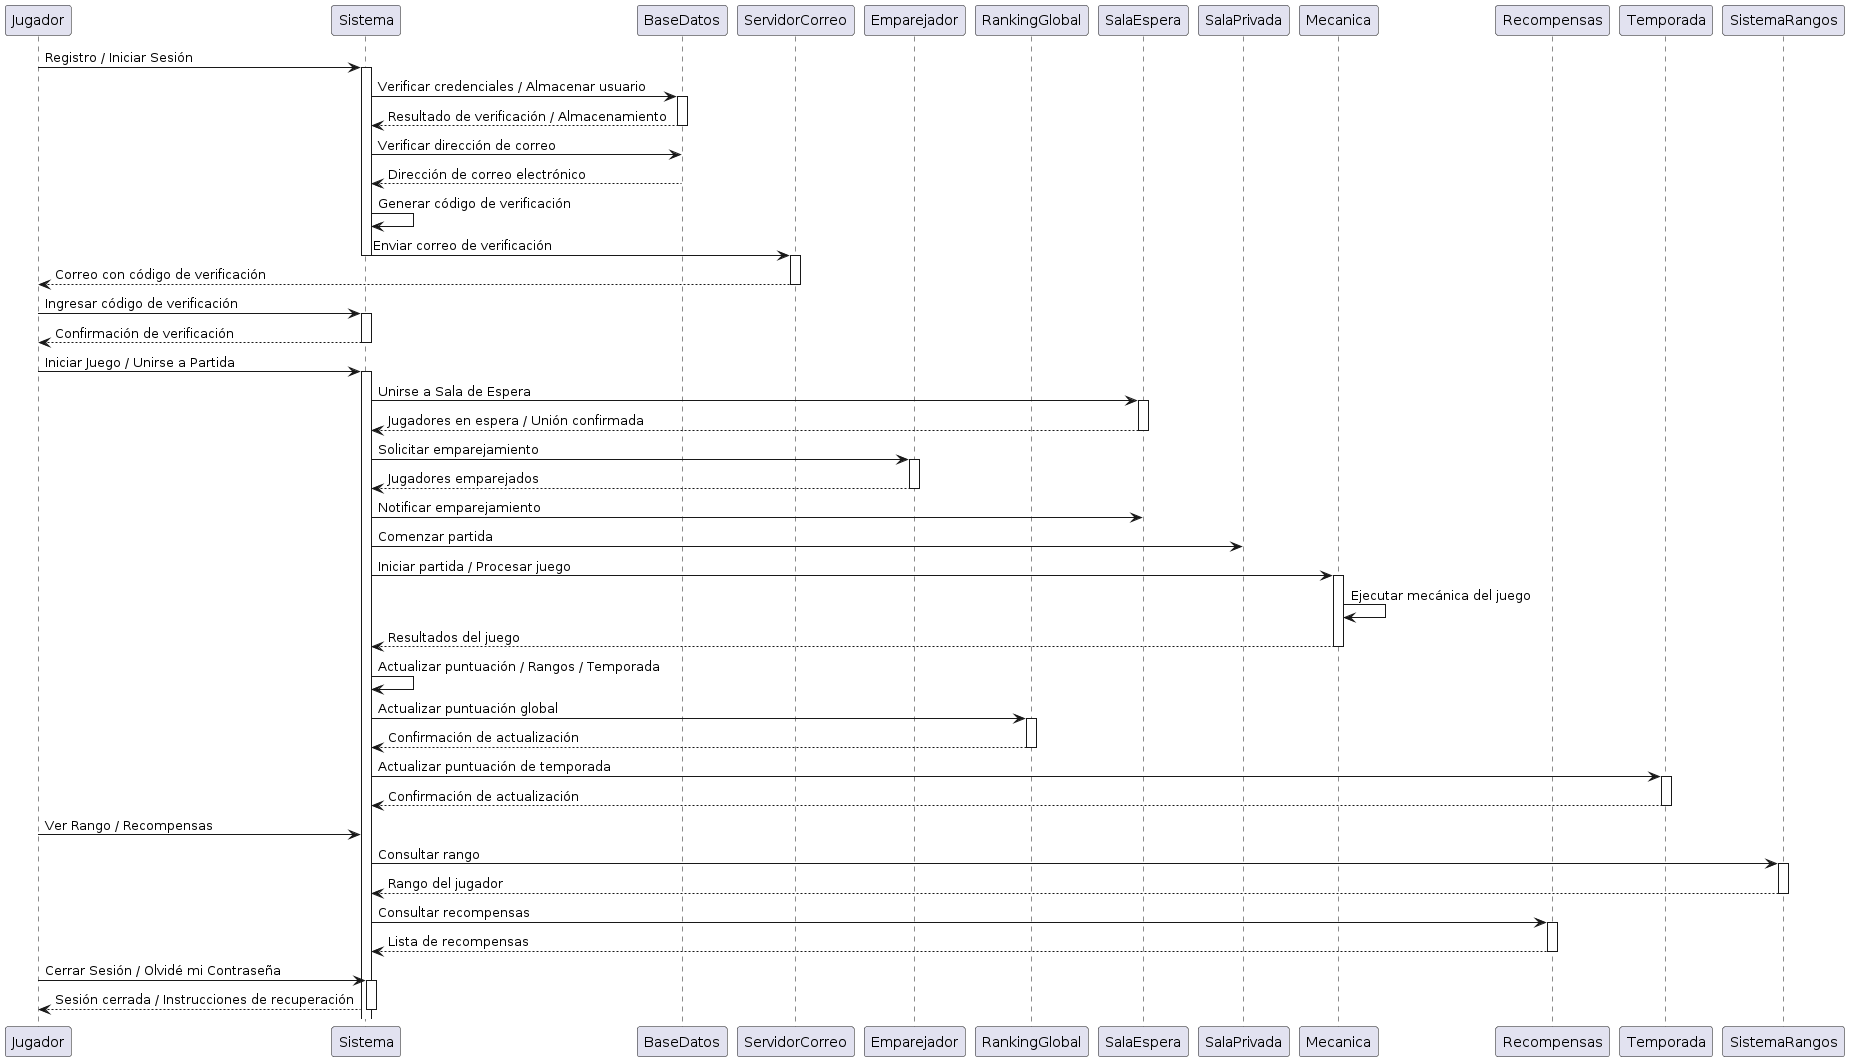 Jugador
Sistema
BaseDatos
ServidorCorreo
Emparejador
RankingGlobal
SalaEspera
SalaPrivada
Mecanica
Recompensas
Temporada
SistemaRangos
Registro / Iniciar Sesión
Verificar credenciales / Almacenar usuario
Resultado de verificación / Almacenamiento
Verificar dirección de correo
Dirección de correo electrónico
Generar código de verificación
Enviar correo de verificación
Correo con código de verificación
Ingresar código de verificación
Confirmación de verificación
Iniciar Juego / Unirse a Partida
Unirse a Sala de Espera
Jugadores en espera / Unión confirmada
Solicitar emparejamiento
Jugadores emparejados
Notificar emparejamiento
Comenzar partida
Iniciar partida / Procesar juego
Ejecutar mecánica del juego
Resultados del juego
Actualizar puntuación / Rangos / Temporada
Actualizar puntuación global
Confirmación de actualización
Actualizar puntuación de temporada
Confirmación de actualización
Ver Rango / Recompensas
Consultar rango
Rango del jugador
Consultar recompensas
Lista de recompensas
Cerrar Sesión / Olvidé mi Contraseña
Sesión cerrada / Instrucciones de recuperación
Jugador
Sistema
BaseDatos
ServidorCorreo
Emparejador
RankingGlobal
SalaEspera
SalaPrivada
Mecanica
Recompensas
Temporada
SistemaRangos